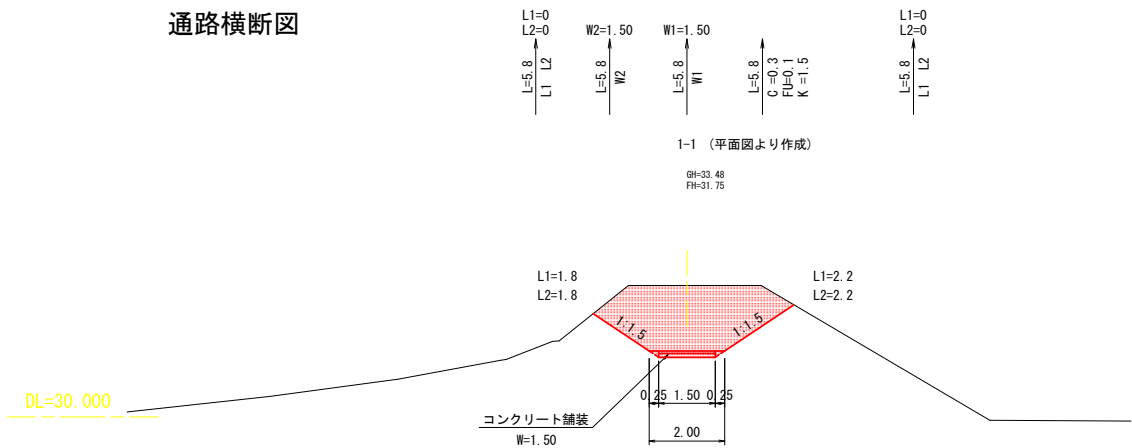 通路横断図
L1=0
L2=0
W2=1.50
W1=1.50
L1=0
L2=0
L=5.8
L1 L2
L=5.8
W2
L=5.8
W1
L=5.8
C =0.3
FU=0.1
K =1.5
L=5.8
L1 L2
1-1 (平面図より作成)
GH=33.48
FH=31.75
L1=1.8
L2=1.8
L1=2.2
L2=2.2
1:1.5
1:1.5
DL=30.000
0.25 1.50 0.25
コンクリート舗装
W=1.50
2.00